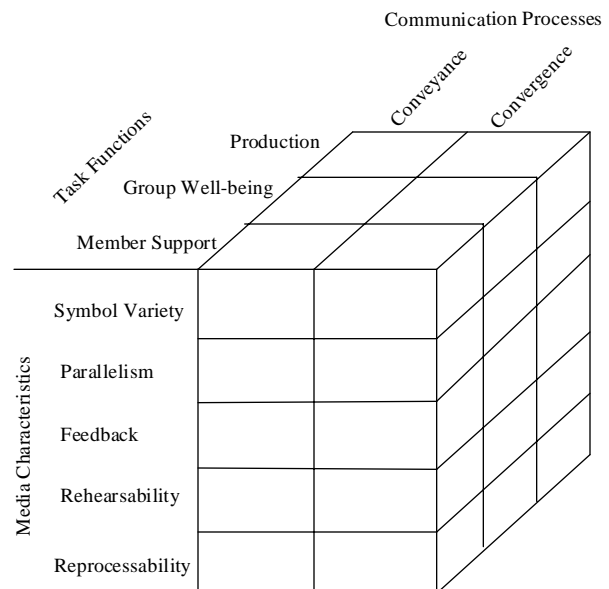 Communication Processes
Conveyance
Convergence
Task Functions
Production
Group Well-being
Member Support
Media Characteristics
Symbol Variety
Parallelism
Feedback
Rehearsability
Reprocessability